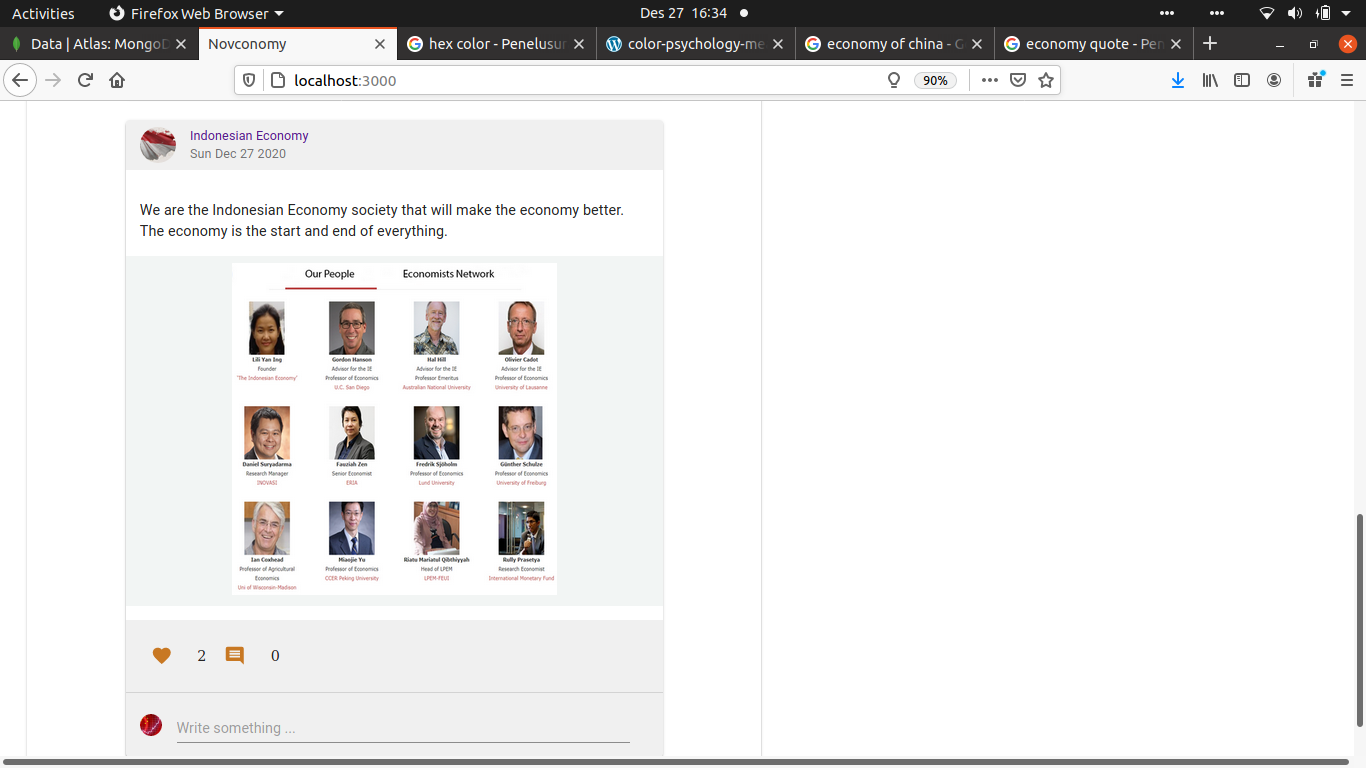 Activities
Firefox Web Browser
Des 27 16:34
Data | Atlas: MongoD
Novconomy
hex color - Penelusur
color-psychology-me
economy of china - G
economy quote - Pen
localhost:3000
90%
Indonesian Economy
Sun Dec 27 2020
We are the Indonesian Economy society that will make the economy better.
The economy is the start and end of everything.
Our People
Economists Network
Lili Yan Ing
Founder
"The Indonesian Economy"
Gordon Hanson
Advisor for the IE
Professor of Economics
U.C. San Diego
Hal Hill
Advisor for the IE
Professor Emeritus
Australian National University
Olivier Cadot
Advisor for the IE
Professor of Economics
University of Lausanne
Daniel Suryadarma
Research Manager
INOVASI
Fauziah Zen
Senior Economist
ERIA
Fredrik Sjöholm
Professor of Economics
Lund University
Günther Schulze
Professor of Economics
University of Freiburg
Ian Coxhead
Professor of Agricultural
Economics
Uni of Wisconsin-Madison
Miaojie Yu
Professor of Economics
CCER Peking University
Riatu Mariatul Qibthiyyah
Head of LPEM
LPEM-FEUI
Rully Prasetya
Research Economist
International Monetary Fund
2
0
Write something ...